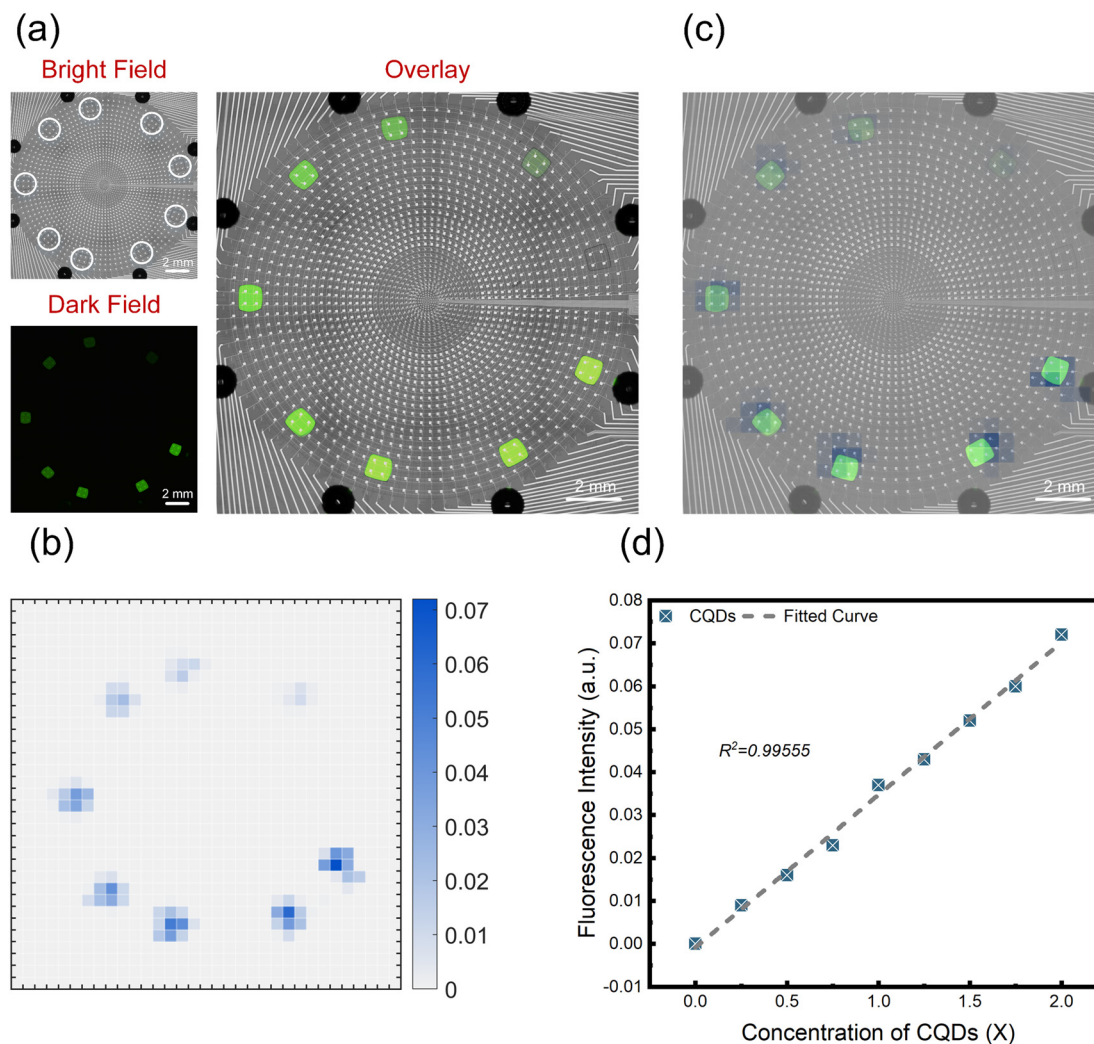 (a)
(c)
Bright Field
Overlay
2 mm
Dark Field
2 mm
2 mm
2 mm
(b)
(d)
0.07
0.06
0.05
0.04
0.03
0.02
0.01
0
0.08
0.07
0.06
0.05
0.04
0.03
0.02
0.01
0.00
-0.01
Fluorescence Intensity (a.u.)
CQDs
Fitted Curve
R²=0.99555
0.0
0.5
1.0
1.5
2.0
Concentration of CQDs (X)